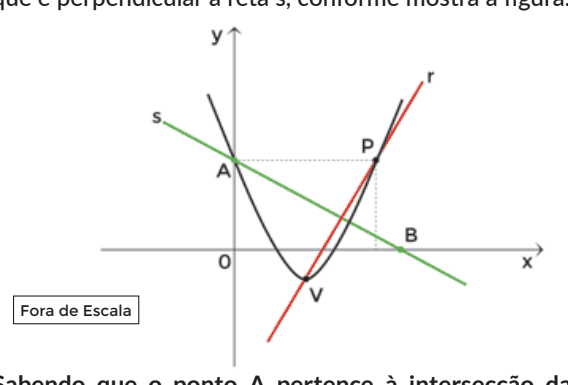 que é perpendicular à reta s, conforme mostra a figura.
y
r
s
P
A
B
0
x
V
Fora de Escala
Sabendo que o ponto A pertence à intersecção da